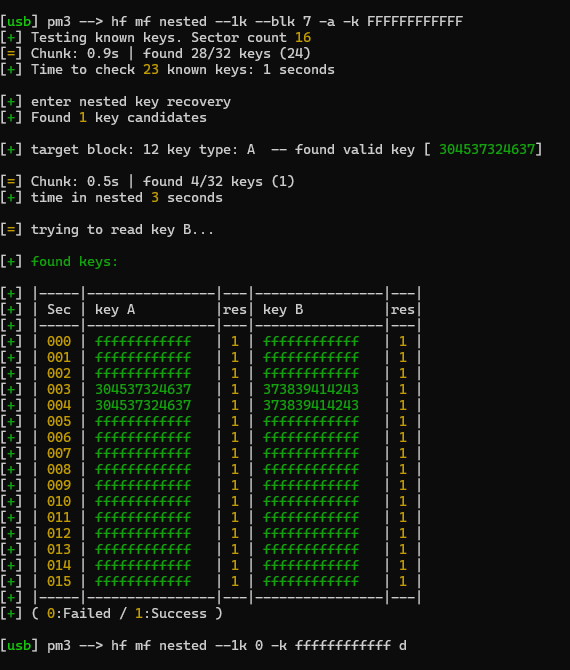 [usb] pm3 --> hf mf nested --1k --blk 7 -a -k FFFFFFFFFFFF
[+] Testing known keys. Sector count 16
[=] Chunk: 0.9s | found 28/32 keys (24)
[+] Time to check 23 known keys: 1 seconds
[+] enter nested key recovery
[+] Found 1 key candidates
[+] target block: 12 key type: A  -- found valid key [ 304537324637]
[=] Chunk: 0.5s | found 4/32 keys (1)
[+] time in nested 3 seconds
[=] trying to read key B...
[+] found keys:
[+] |-----|----------------|---|----------------|---|
[+] | Sec | key A          |res| key B          |res|
[+] |-----|----------------|---|----------------|---|
[+] | 000 | ffffffffffff   | 1 | ffffffffffff   | 1 |
[+] | 001 | ffffffffffff   | 1 | ffffffffffff   | 1 |
[+] | 002 | ffffffffffff   | 1 | ffffffffffff   | 1 |
[+] | 003 | 304537324637   | 1 | 373839414243   | 1 |
[+] | 004 | 304537324637   | 1 | 373839414243   | 1 |
[+] | 005 | ffffffffffff   | 1 | ffffffffffff   | 1 |
[+] | 006 | ffffffffffff   | 1 | ffffffffffff   | 1 |
[+] | 007 | ffffffffffff   | 1 | ffffffffffff   | 1 |
[+] | 008 | ffffffffffff   | 1 | ffffffffffff   | 1 |
[+] | 009 | ffffffffffff   | 1 | ffffffffffff   | 1 |
[+] | 010 | ffffffffffff   | 1 | ffffffffffff   | 1 |
[+] | 011 | ffffffffffff   | 1 | ffffffffffff   | 1 |
[+] | 012 | ffffffffffff   | 1 | ffffffffffff   | 1 |
[+] | 013 | ffffffffffff   | 1 | ffffffffffff   | 1 |
[+] | 014 | ffffffffffff   | 1 | ffffffffffff   | 1 |
[+] | 015 | ffffffffffff   | 1 | ffffffffffff   | 1 |
[+] |-----|----------------|---|----------------|---|
[+] ( 0:Failed / 1:Success )
[usb] pm3 --> hf mf nested --1k 0 -k ffffffffffff d